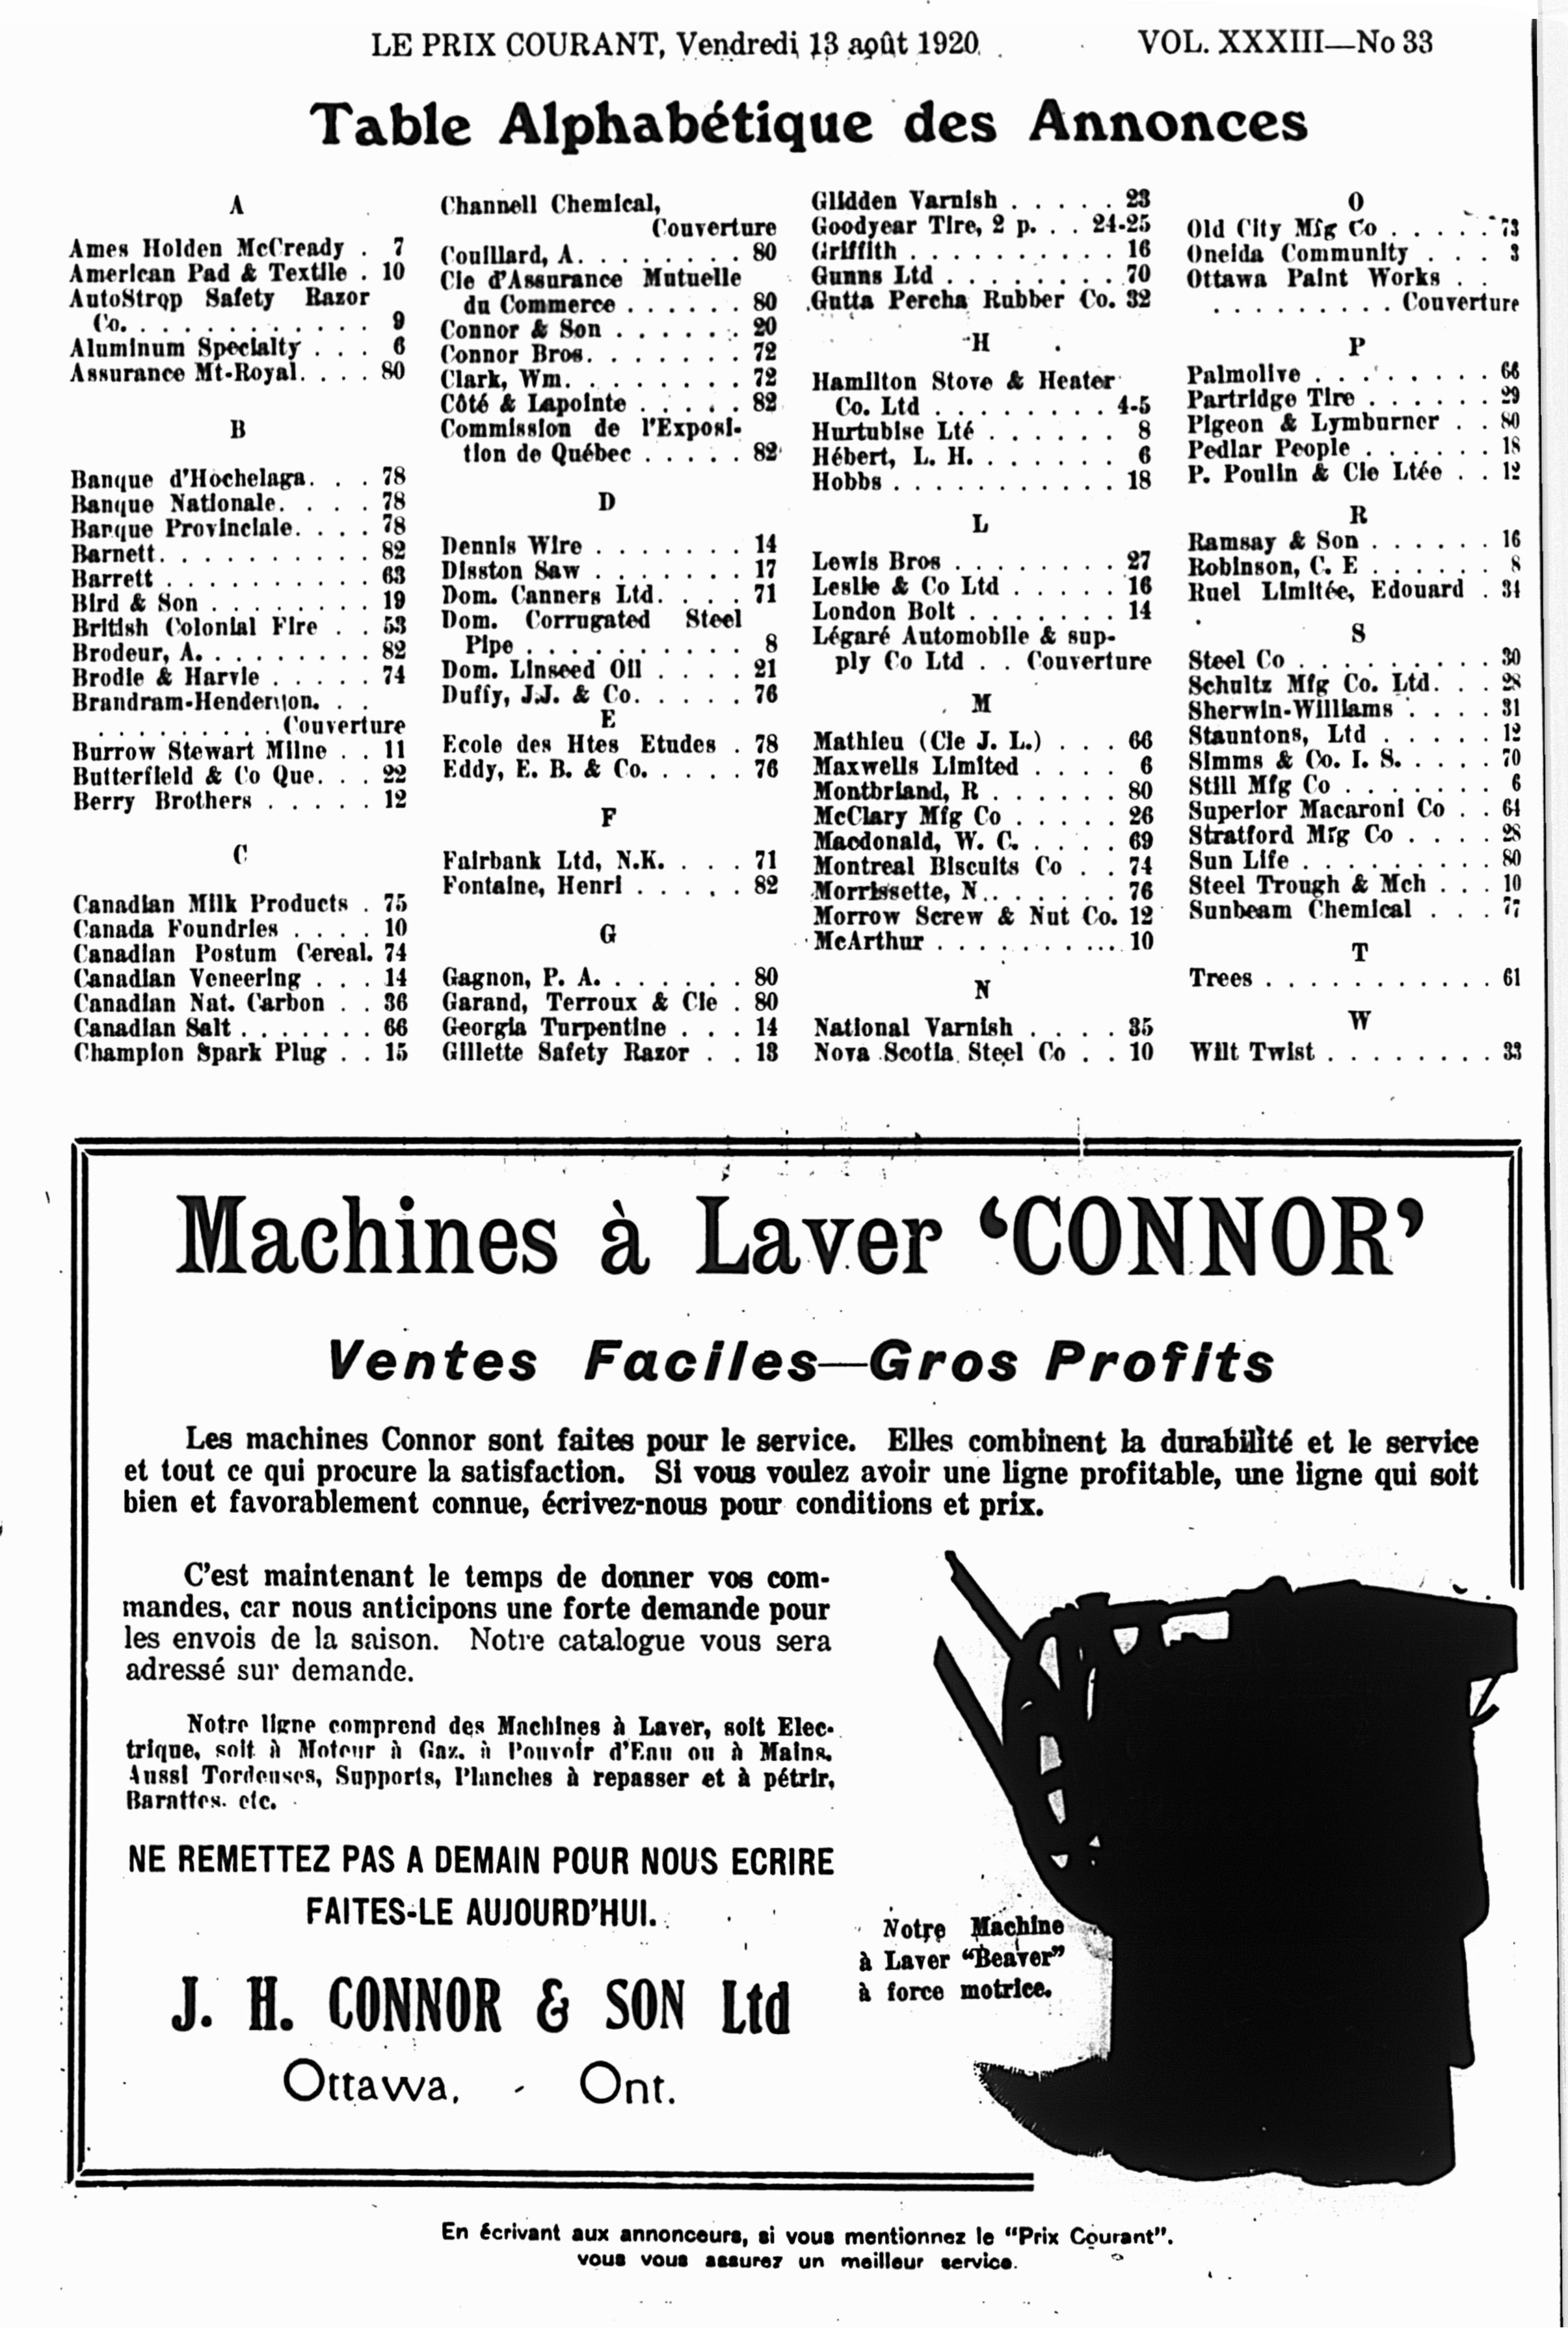 LE PRIX COURANT, Vendredi 13 août 1920. VOL. XXXIII—No 33
Table Alphabétique des Annonces
A
Ames Holden McCready . 7
American Pad & Textile . 10
AutoStrop Safety Razor
Co. . . . . . . . . . . . 9
Aluminum Specialty . . . 6
Assurance Mt-Royal. . . . 80
B
Banque d'Hochelaga. . . 78
Banque Nationale. . . . 78
Banque Provinciale. . . . 78
Barnett. . . . . . . . . . 82
Barrett . . . . . . . . . . 63
Bird & Son . . . . . . . . 19
British Colonial Fire . . 53
Brodeur, A. . . . . . . . . 82
Brodie & Harvie . . . . . 74
Brandram-Henderson. . .
. . . . . . . . . Couverture
Burrow Stewart Milne . . 11
Butterfield & Co Que. . . 22
Berry Brothers . . . . . 12
C
Canadian Milk Products . 75
Canada Foundries . . . . 10
Canadian Postum Cereal. 74
Canadian Veneering . . . 14
Canadian Nat. Carbon . . 36
Canadian Salt . . . . . . . 66
Champion Spark Plug . . 15
Channell Chemical,
Couverture
Couillard, A. . . . . . . . 80
Cie d'Assurance Mutuelle
du Commerce . . . . . . 80
Connor & Son . . . . . . 20
Connor Bros. . . . . . . 72
Clark, Wm. . . . . . . . 72
Côté & Lapointe . . . . . 82
Commission de l'Exposi-
tion de Québec . . . . . 82
D
Dennis Wire . . . . . . . 14
Disston Saw . . . . . . . 17
Dom. Canners Ltd. . . . 71
Dom. Corrugated Steel
Pipe . . . . . . . . . . . 8
Dom. Linseed Oil . . . . 21
Duffy, J.J. & Co. . . . . 76
E
Ecole des Htes Etudes . 78
Eddy, E. B. & Co. . . . . 76
F
Fairbank Ltd, N.K. . . . 71
Fontaine, Henri . . . . . 82
G
Gagnon, P. A. . . . . . . 80
Garand, Terroux & Cie . 80
Georgia Turpentine . . . 14
Gillette Safety Razor . . 13
Glidden Varnish . . . . . 23
Goodyear Tire, 2 p. . . 24-25
Griffith . . . . . . . . . . 16
Gunns Ltd . . . . . . . . . 70
Gutta Percha Rubber Co. 32
H
Hamilton Stove & Heater
Co. Ltd . . . . . . . . 4-5
Hurtubise Lté . . . . . . 8
Hébert, L. H. . . . . . . 6
Hobbs . . . . . . . . . . . 18
L
Lewis Bros . . . . . . . . 27
Leslie & Co Ltd . . . . . 16
London Bolt . . . . . . . 14
Légaré Automobile & sup-
ply Co Ltd . . Couverture
M
Mathieu (Cie J. L.) . . . 66
Maxwells Limited . . . . 6
Montbriand, R . . . . . . 80
McClary Mfg Co . . . . . 26
Macdonald, W. C. . . . . 69
Montreal Biscuits Co . . 74
Morrissette, N. . . . . . . 76
Morrow Screw & Nut Co. 12
McArthur . . . . . . . . . . 10
N
National Varnish . . . . 35
Nova Scotia Steel Co . . 10
O
Old City Mfg Co . . . . . 73
Oneida Community . . . 3
Ottawa Paint Works . .
. . . . . . . . . Couverture
P
Palmolive . . . . . . . . 66
Partridge Tire . . . . . . 29
Pigeon & Lymburner . . 80
Pedlar People . . . . . . 18
P. Poulin & Cie Ltée . . 12
R
Ramsay & Son . . . . . . 16
Robinson, C. E . . . . . . 8
Ruel Limitée, Edouard . 34
S
Steel Co . . . . . . . . . 30
Schultz Mfg Co. Ltd. . . 28
Sherwin-Williams . . . . 31
Stauntons, Ltd . . . . . 12
Simms & Co. I. S. . . . . 70
Still Mfg Co . . . . . . . 6
Superior Macaroni Co . . 64
Stratford Mfg Co . . . . 28
Sun Life . . . . . . . . . 80
Steel Trough & Mch . . . 10
Sunbeam Chemical . . . 77
T
Trees . . . . . . . . . . . 61
W
Wilt Twist . . . . . . . . 33
Machines à Laver ‘CONNOR’
Ventes Faciles—Gros Profits
Les machines Connor sont faites pour le service. Elles combinent la durabilité et le service
et tout ce qui procure la satisfaction. Si vous voulez avoir une ligne profitable, une ligne qui soit
bien et favorablement connue, écrivez-nous pour conditions et prix.
C'est maintenant le temps de donner vos com-
mandes, car nous anticipons une forte demande pour
les envois de la saison. Notre catalogue vous sera
adressé sur demande.
Notre ligne comprend des Machines à Laver, soit Elec-
trique, soit à Moteur à Gaz, à Pouvoir d'Eau ou à Mains.
Aussi Tordeuses, Supports, Planches à repasser et à pétrir,
Barattes. etc.
NE REMETTEZ PAS A DEMAIN POUR NOUS ECRIRE
FAITES-LE AUJOURD'HUI.
Notre Machine
à Laver “Beaver”
à force motrice.
J. H. CONNOR & SON Ltd
Ottawa, - Ont.
En écrivant aux annonceurs, si vous mentionnez le "Prix Courant".
vous vous assurez un meilleur service.